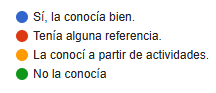 Sí, la conocía bien.
Tenía alguna referencia.
La conocí a partir de actividades.
No la conocía